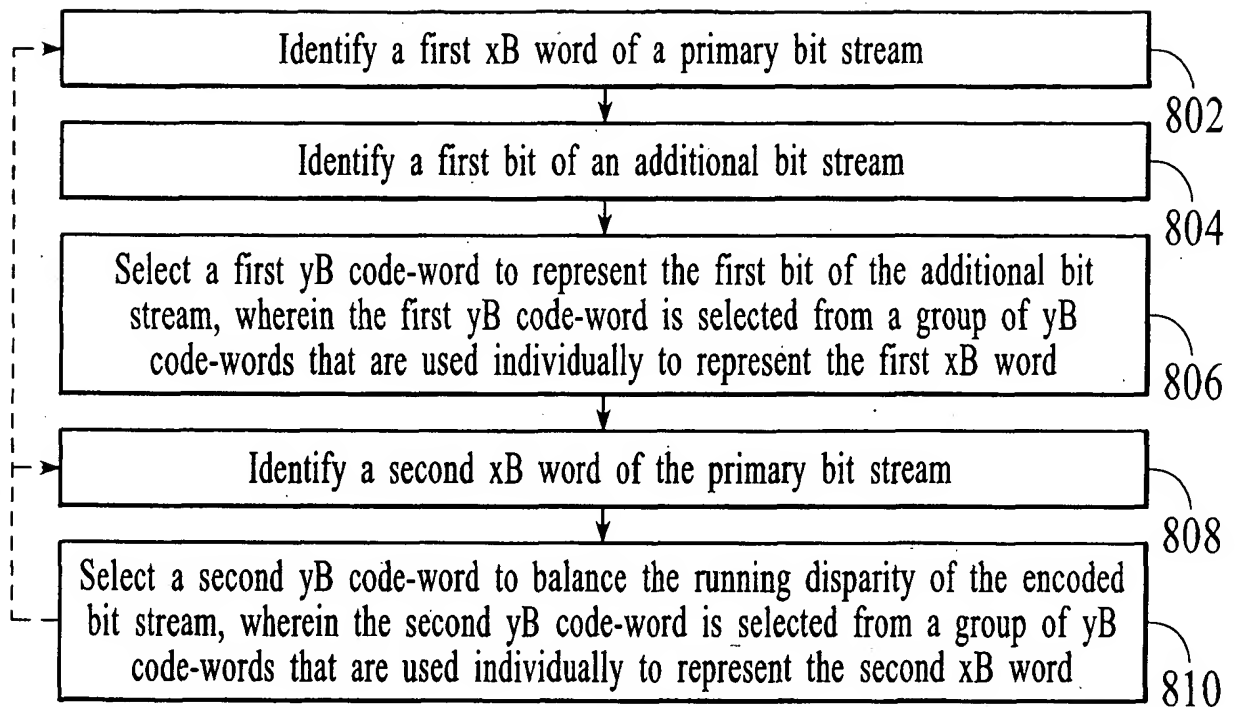 Identify a first xB word of a primary bit stream
802
Identify a first bit of an additional bit stream
804
Select a first yB code-word to represent the first bit of the additional bit
stream, wherein the first yB code-word is selected from a group of yB
code-words that are used individually to represent the first xB word
806
Identify a second xB word of the primary bit stream
808
Select a second yB code-word to balance the running disparity of the encoded
bit stream, wherein the second yB code-word is selected from a group of yB
code-words that are used individually to represent the second xB word
810